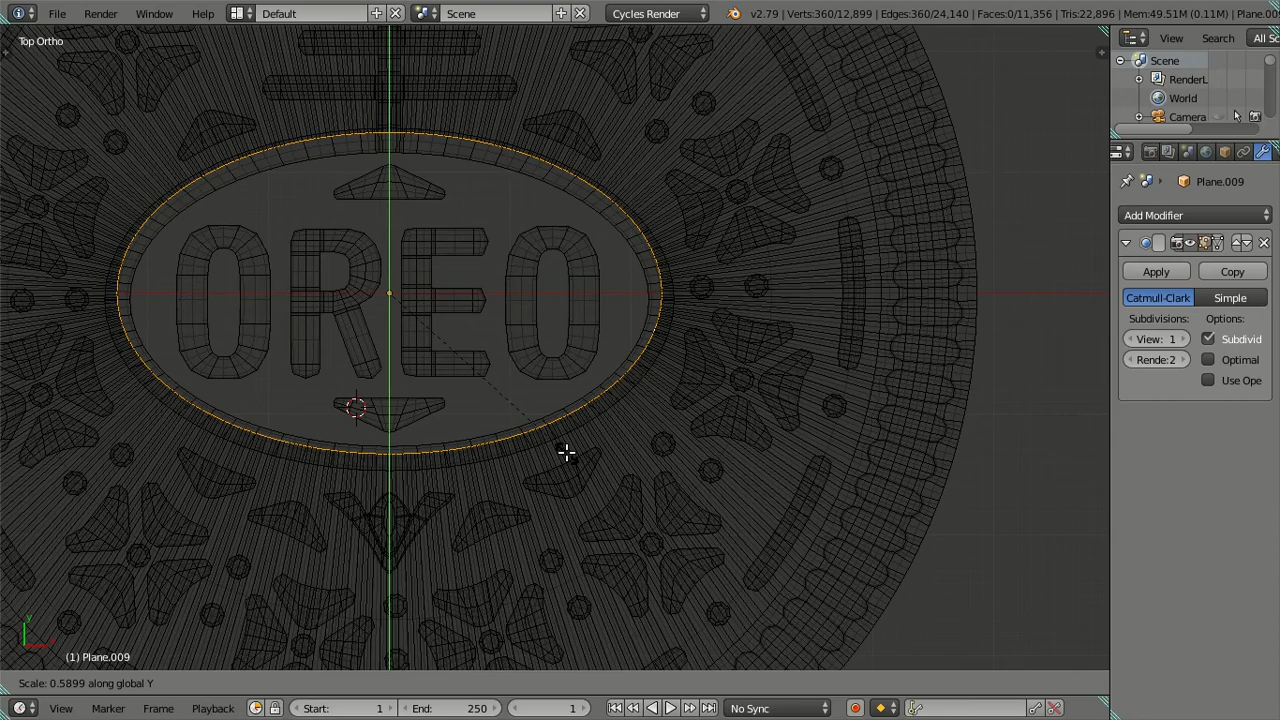 File Render Window Help Default Scene Cycles Render v2.79 | Verts:360/12,899 | Edges:360/24,140 | Faces:0/11,356 | Tris:22,896 | Mem:49.51M (0.11M) | Plane.00
Top Ortho
View Search All Sc
Scene
RenderL
World
Camera
Plane.009
Add Modifier
Apply Copy
Catmull-Clark Simple
Subdivisions: Options:
View: 1 Subdivid
Rende:2 Optimal
Use Ope
OREO
y
x
(1) Plane.009
Scale: 0.5899 along global Y
View Marker Frame Playback Start: 1 End: 250 1 No Sync